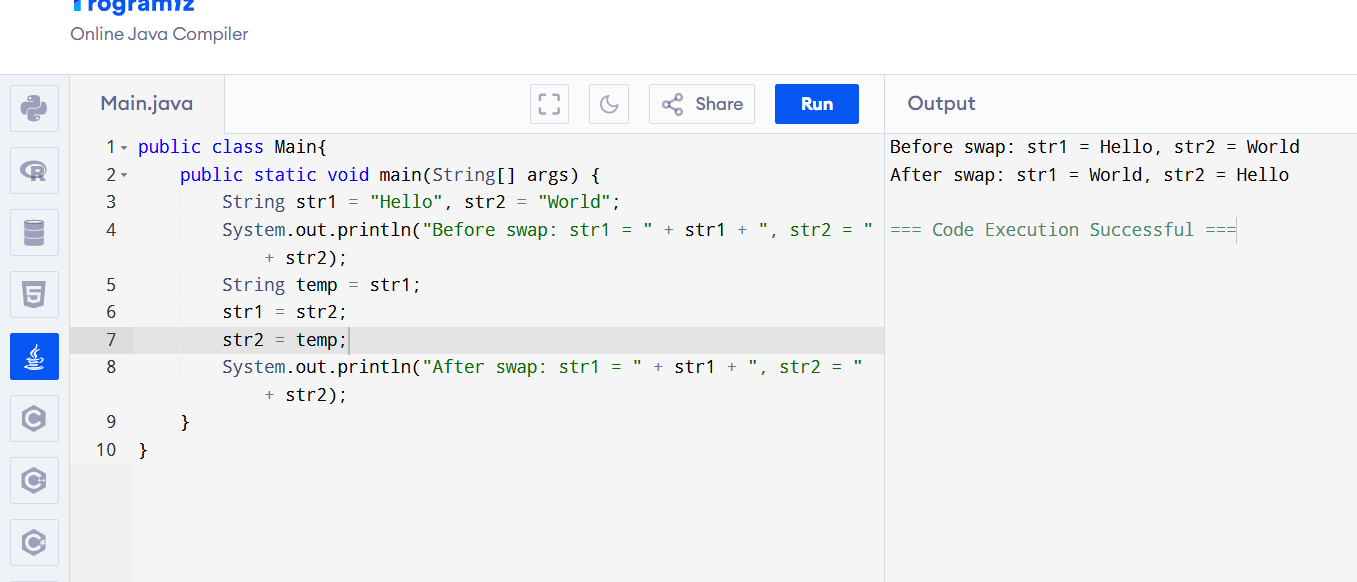 Programiz
Online Java Compiler
Main.java
Share
Run
Output
1 public class Main{
2 public static void main(String[] args) {
3 String str1 = "Hello", str2 = "World";
4 System.out.println("Before swap: str1 = " + str1 + ", str2 = "
+ str2);
5 String temp = str1;
6 str1 = str2;
7 str2 = temp;
8 System.out.println("After swap: str1 = " + str1 + ", str2 = "
+ str2);
9 }
10 }
Before swap: str1 = Hello, str2 = World
After swap: str1 = World, str2 = Hello
=== Code Execution Successful ===